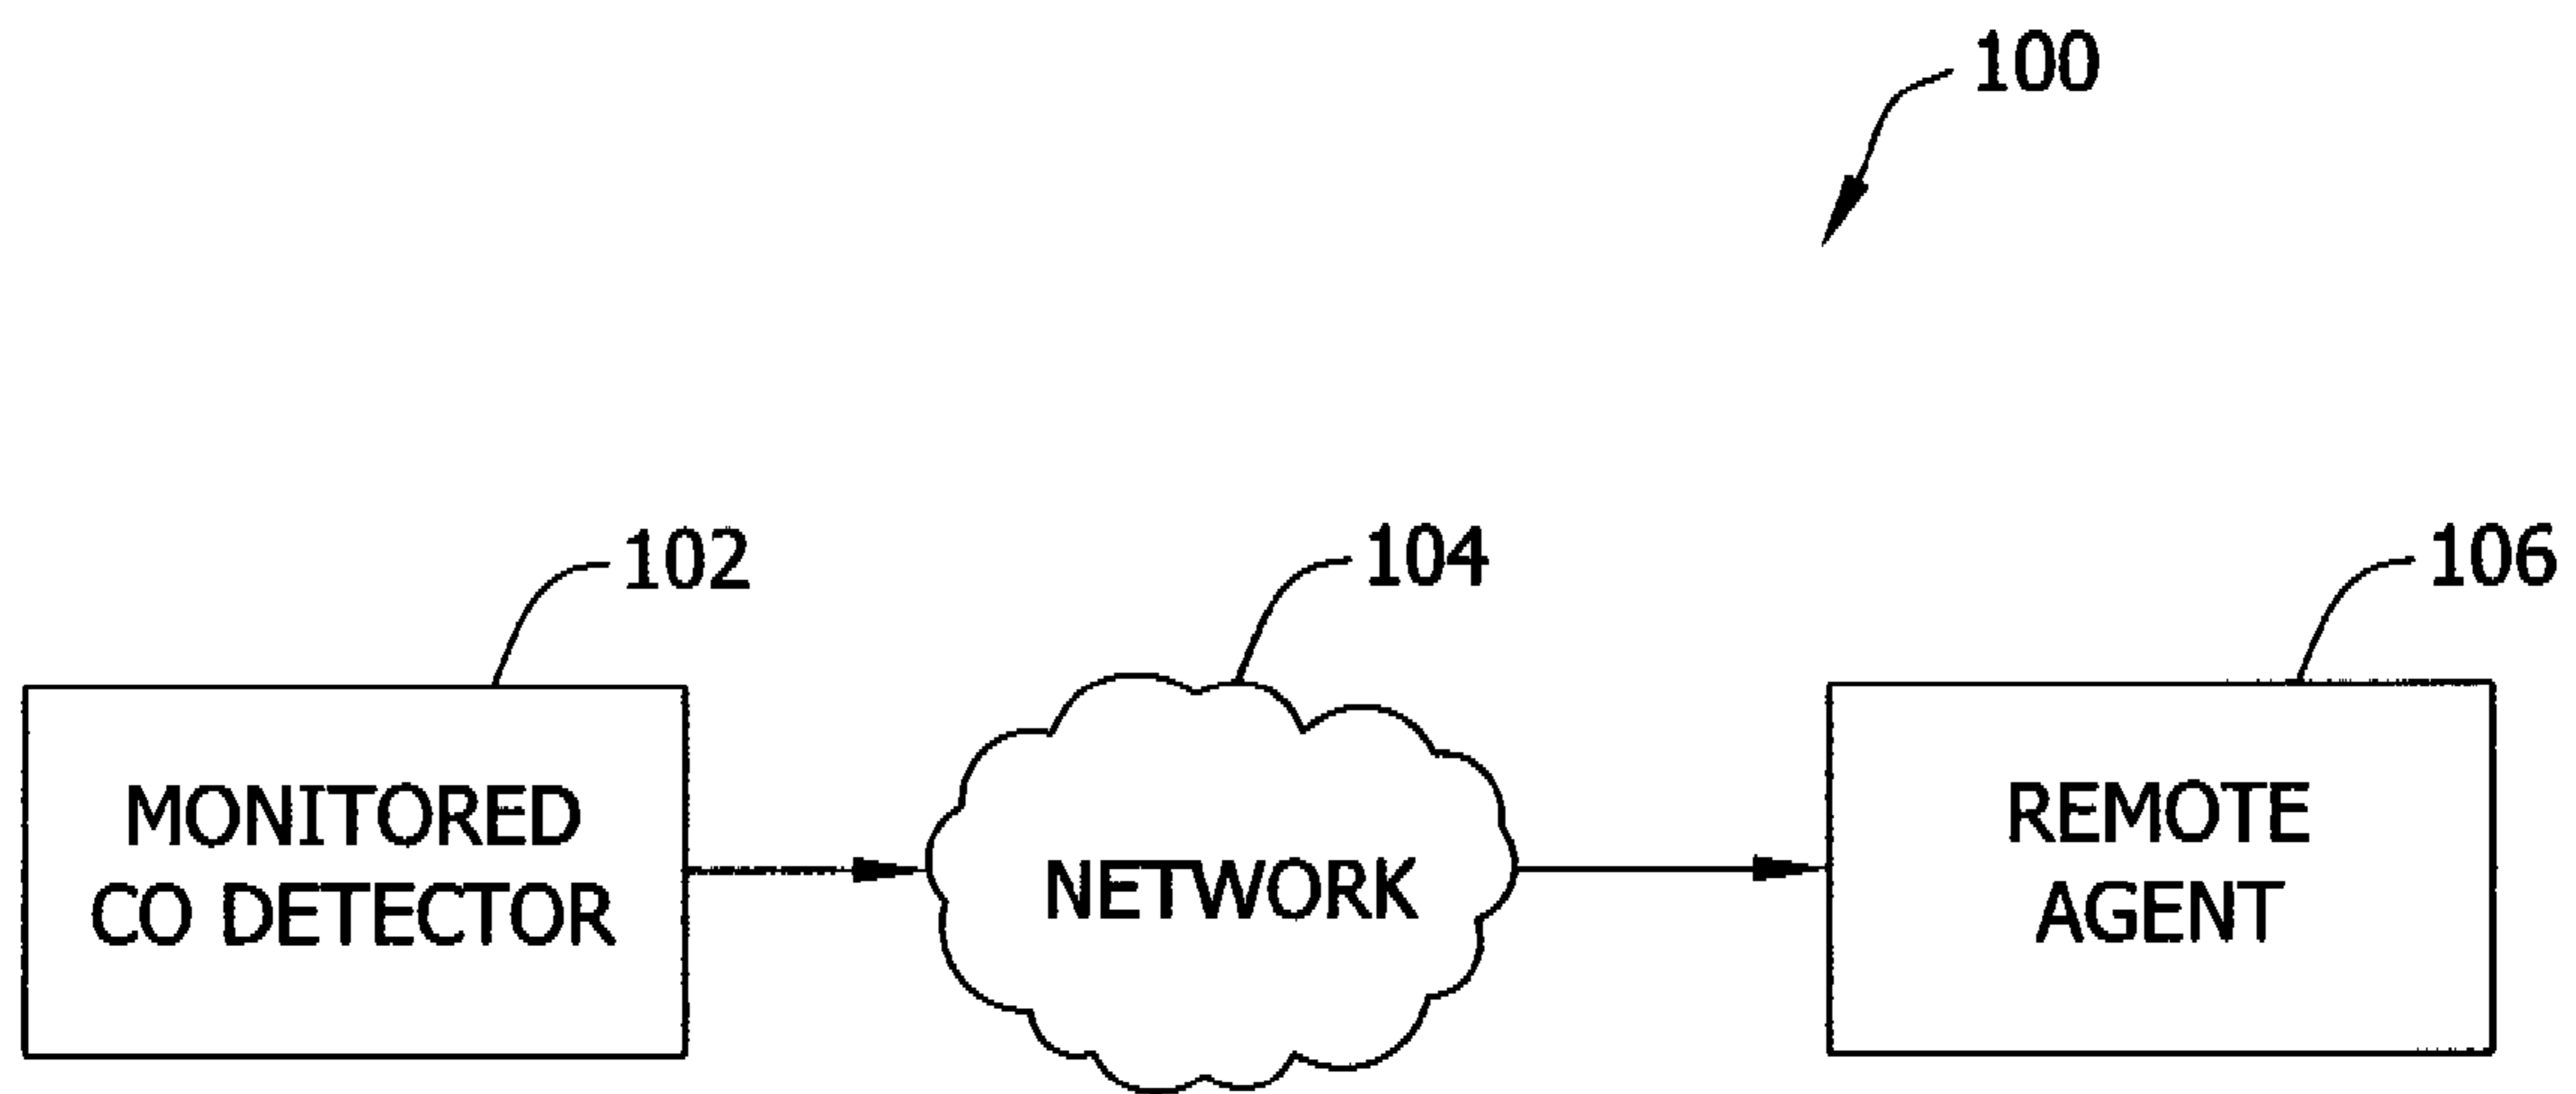 100
102
104
106
MONITORED
CO DETECTOR
NETWORK
REMOTE
AGENT